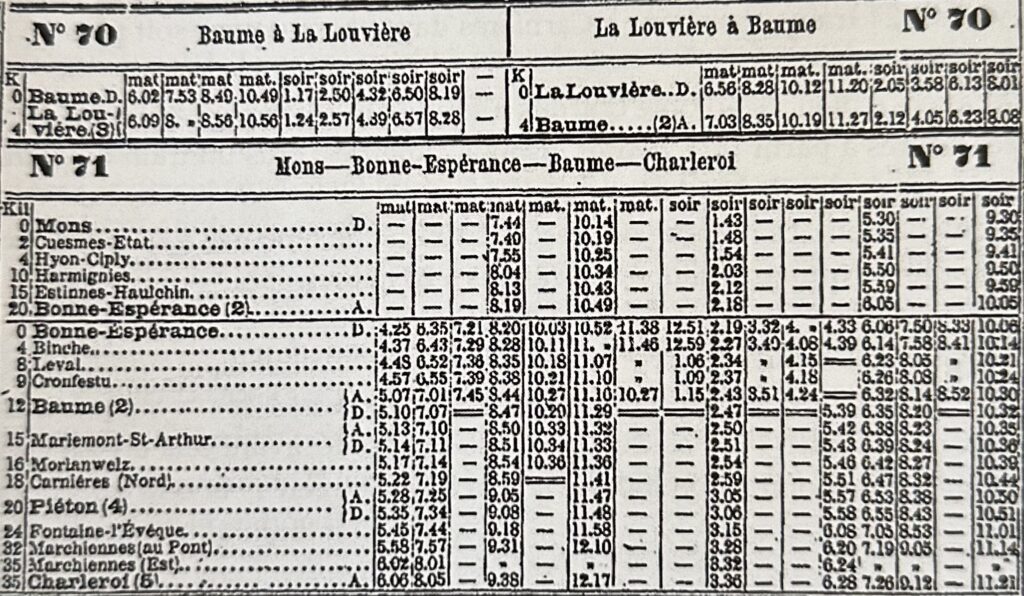 N° 70 Baume à La Louvière
K mat mat mat mat. soir soir soir soir soir —
0 Baume. D. 6.02 7.53 8.49 10.49 1.17 2.50 4.32 6.50 8.19 —
La Lou-
4 vière.(3) 6.09 8. » 8.56 10.56 1.24 2.57 4.39 6.57 8.28 —
La Louvière à Baume N° 70
K mat mat mat. mat. soir soir soir soir
0 La Louvière.. D. 6.56 8.28 10.12 11.20 2.05 3.58 6.13 8.01
4 Baume.....(2) A. 7.03 8.35 10.19 11.27 2.12 4.05 6.23 8.08
N° 71 Mons—Bonne-Espérance—Baume—Charleroi N° 71
Kil mat mat mat mat mat. mat. mat. soir soir soir soir soir soir soir soir soir
0 Mons D. — — — 7.44 — 10.14 — — 1.43 — — — 5.30 — — 9.30
2 Cuesmes-Etat. — — — 7.49 — 10.19 — — 1.48 — — — 5.35 — — 9.35
4 Hyon-Ciply. — — — 7.55 — 10.25 — — 1.54 — — — 5.41 — — 9.41
10 Harmignies. — — — 8.04 — 10.34 — — 2.03 — — — 5.50 — — 9.50
15 Estinnes-Haulchin. — — — 8.13 — 10.43 — — 2.12 — — — 5.59 — — 9.59
20 Bonne-Espérance (2) A. — — — 8.19 — 10.49 — — 2.18 — — — 6.05 — — 10.05
0 Bonne-Espérance D. 4.25 6.35 7.21 8.20 10.03 10.52 11.38 12.51 2.19 3.32 4. » 4.33 6.06 7.50 8.33 10.06
4 Binche. 4.37 6.43 7.29 8.28 10.11 11. » 11.46 12.59 2.27 3.40 4.08 4.39 6.14 7.58 8.41 10.14
8 Leval. 4.48 6.52 7.36 8.35 10.18 11.07 » 1.06 2.34 » 4.15 = 6.23 8.05 » 10.21
9 Cronfestu. 4.57 6.55 7.39 8.38 10.21 11.10 » 1.09 2.37 » 4.18 6.26 8.08 » 10.24
12 Baume (2) A. 5.07 7.01 7.45 8.44 10.27 11.10 10.27 1.15 2.43 3.51 4.24 — 6.32 8.14 8.52 10.30
D. 5.10 7.07 = 8.47 10.29 11.29 = = 2.47 = = 5.39 6.35 8.20 = 10.32
15 Mariemont-St-Arthur. A. 5.13 7.10 — 8.50 10.33 11.32 — — 2.50 — — 5.42 6.38 8.23 — 10.35
D. 5.14 7.11 — 8.51 10.34 11.33 — — 2.51 — — 5.43 6.39 8.24 — 10.36
16 Morlanwelz. 5.17 7.14 — 8.54 10.36 11.36 — — 2.54 — — 5.46 6.42 8.27 — 10.39
18 Carnières (Nord). 5.22 7.19 — 8.59 = 11.41 — — 2.59 — — 5.51 6.47 8.32 — 10.44
20 Piéton (4) A. 5.28 7.25 — 9.05 — 11.47 — — 3.05 — — 5.57 6.53 8.38 — 10.50
D. 5.35 7.34 — 9.08 — 11.48 — — 3.06 — — 5.58 6.55 8.43 — 10.51
24 Fontaine-l'Évêque. 5.45 7.44 — 9.18 — 11.58 — — 3.15 — — 6.08 7.05 8.53 — 11.01
32 Marchiennes (au Pont). 5.58 7.57 — 9.31 — 12.10 — — 3.28 — — 6.20 7.19 9.05 — 11.14
35 Marchiennes (Est). 6.02 8.01 — » — » — — 3.32 — — 6.24 » » — »
35 Charleroi (5) A. 6.06 8.05 — 9.38 — 12.17 — — 3.36 — — 6.28 7.26 9.12 — 11.21